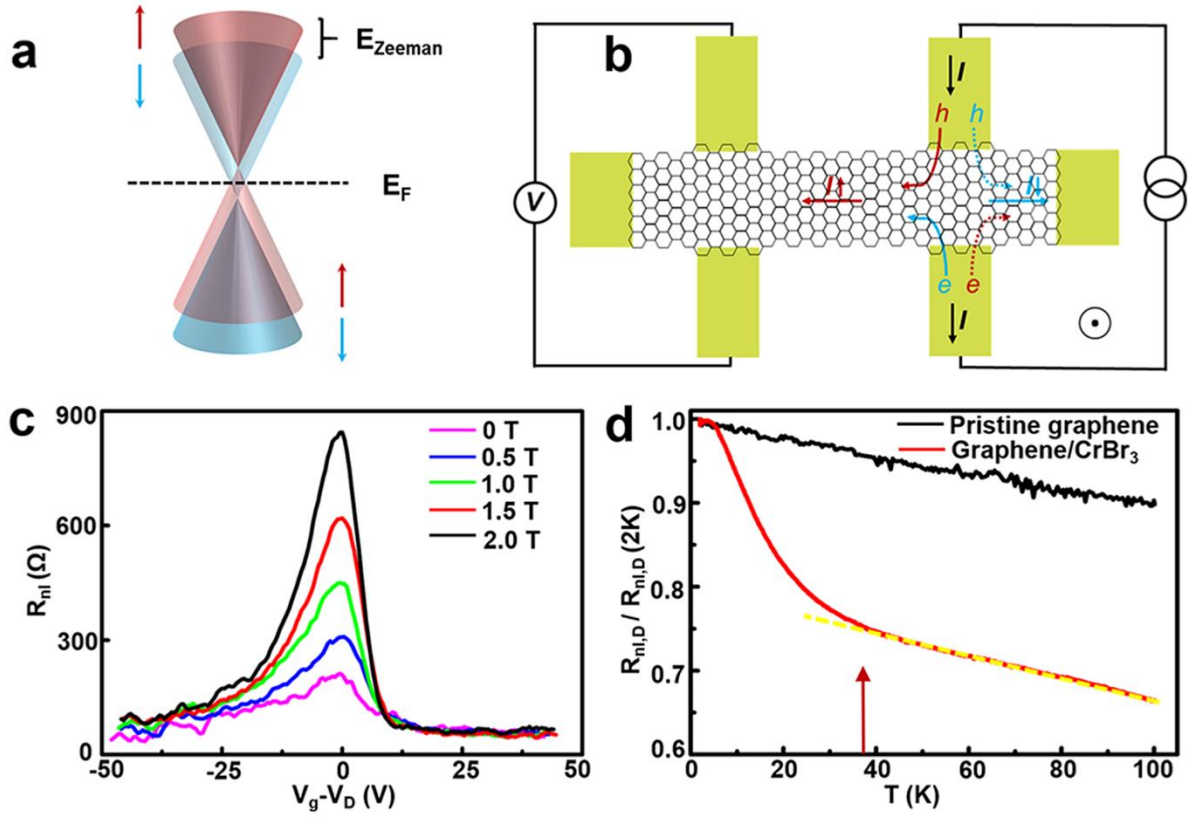 a
E_Zeeman
E_F
b
I
h h
I↑ I↓
V
e e
I
c
R_nl (Ω)
900
600
300
0
-50 -25 0 25 50
V_g-V_D (V)
0 T
0.5 T
1.0 T
1.5 T
2.0 T
d
R_nl,D / R_nl,D (2K)
1.0
0.9
0.8
0.7
0.6
0 20 40 60 80 100
T (K)
Pristine graphene
Graphene/CrBr₃